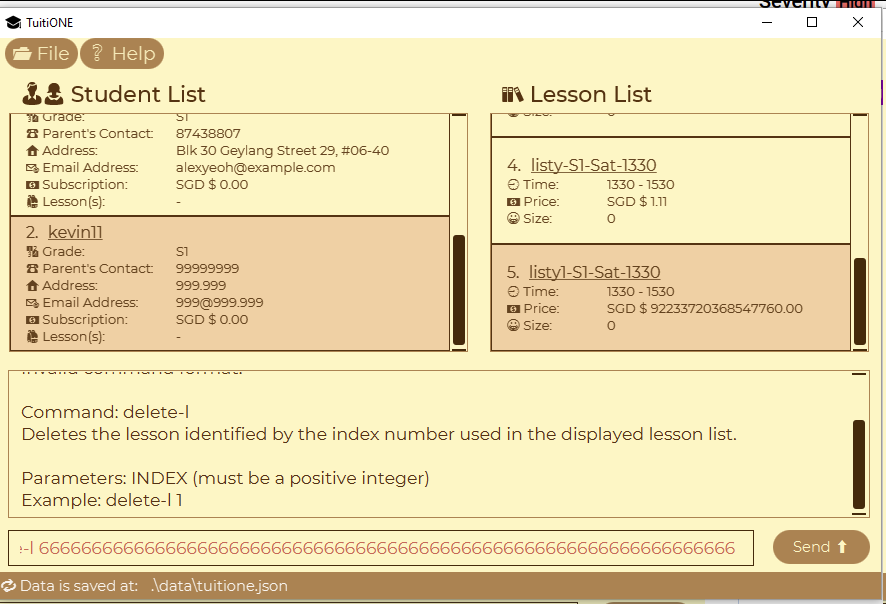 Severity High
TuitiONE
File Help
Student List
Grade: S1
Parent's Contact: 87438807
Address: Blk 30 Geylang Street 29, #06-40
Email Address: alexyeoh@example.com
Subscription: SGD $ 0.00
Lesson(s): -
2. kevin11
Grade: S1
Parent's Contact: 99999999
Address: 999.999
Email Address: 999@999.999
Subscription: SGD $ 0.00
Lesson(s): -
Lesson List
Size: 0
4. listy-S1-Sat-1330
Time: 1330 - 1530
Price: SGD $ 1.11
Size: 0
5. listy1-S1-Sat-1330
Time: 1330 - 1530
Price: SGD $ 92233720368547760.00
Size: 0
Invalid command format!
Command: delete-l
Deletes the lesson identified by the index number used in the displayed lesson list.
Parameters: INDEX (must be a positive integer)
Example: delete-l 1
Send
Data is saved at: .\data\tuitione.json